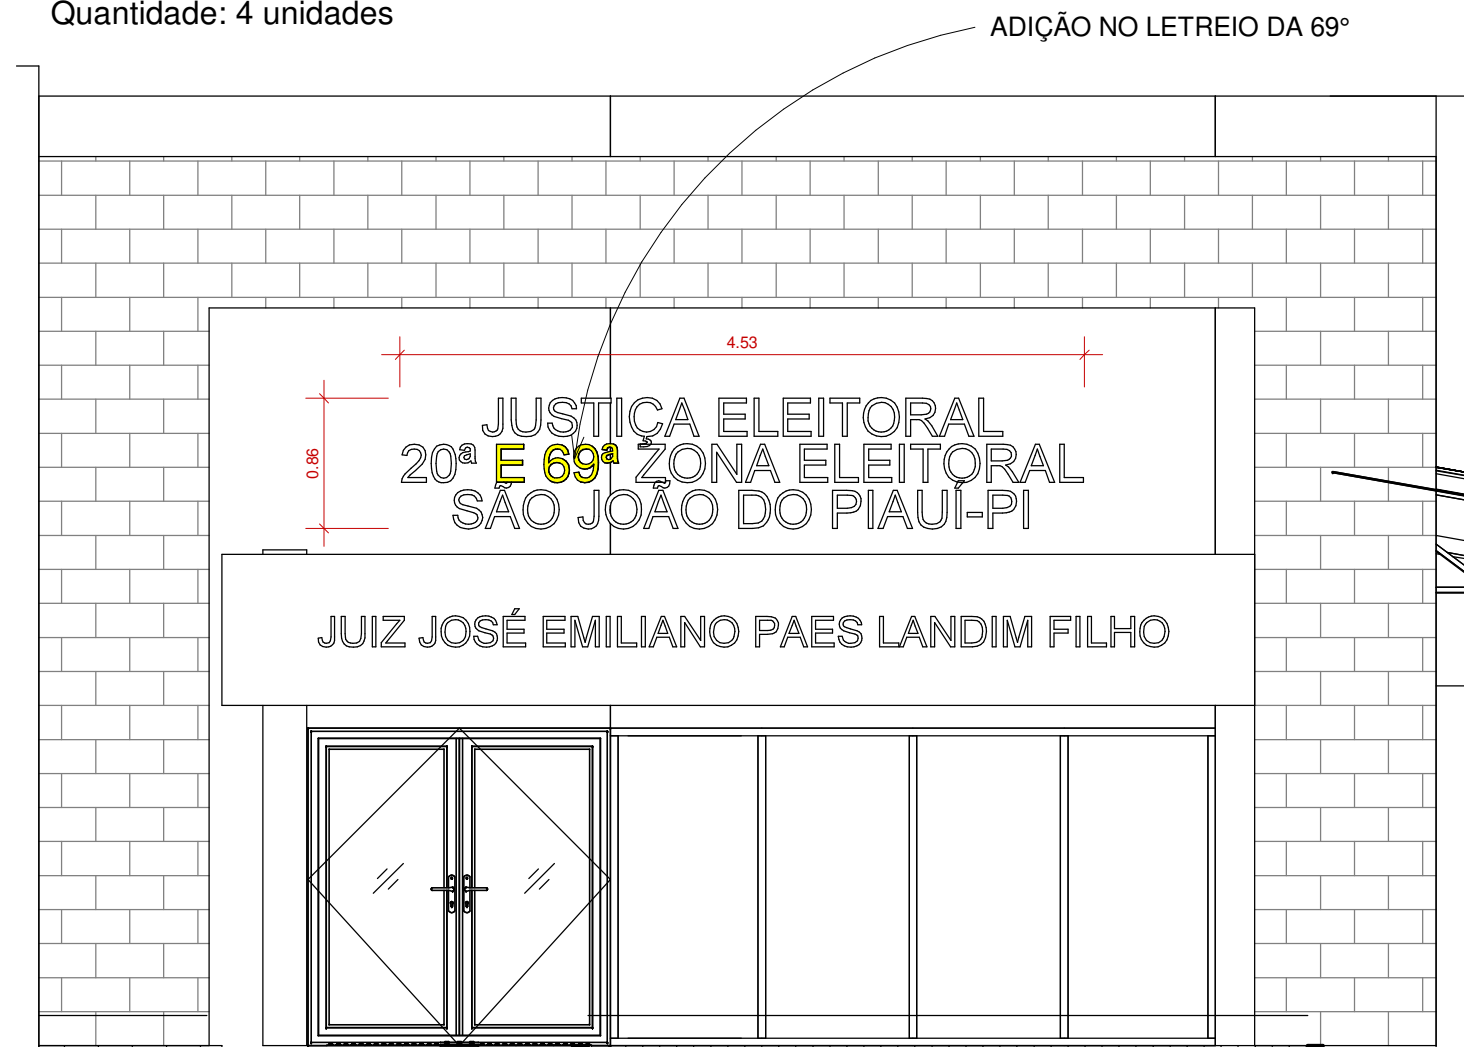 Quantidade: 4 unidades
ADIÇÃO NO LETREIO DA 69°
4.53
0.86
JUSTIÇA ELEITORAL
20ª E 69ª ZONA ELEITORAL
SÃO JOÃO DO PIAUÍ-PI
JUIZ JOSÉ EMILIANO PAES LANDIM FILHO